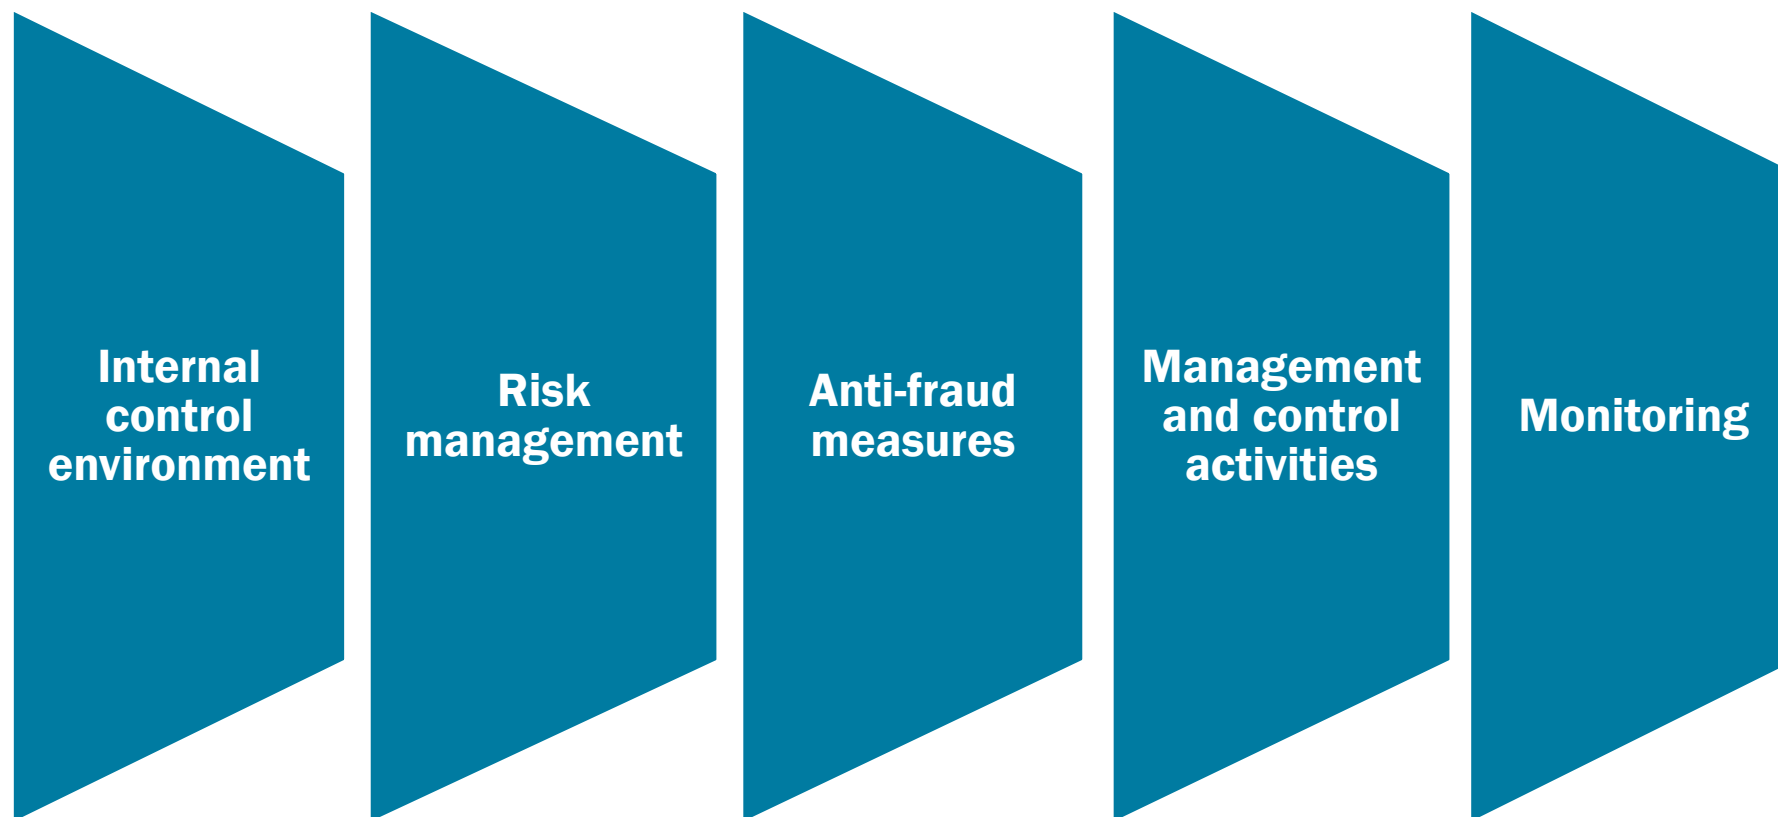 Internal
control
environment
Risk
management
Anti-fraud
measures
Management
and control
activities
Monitoring